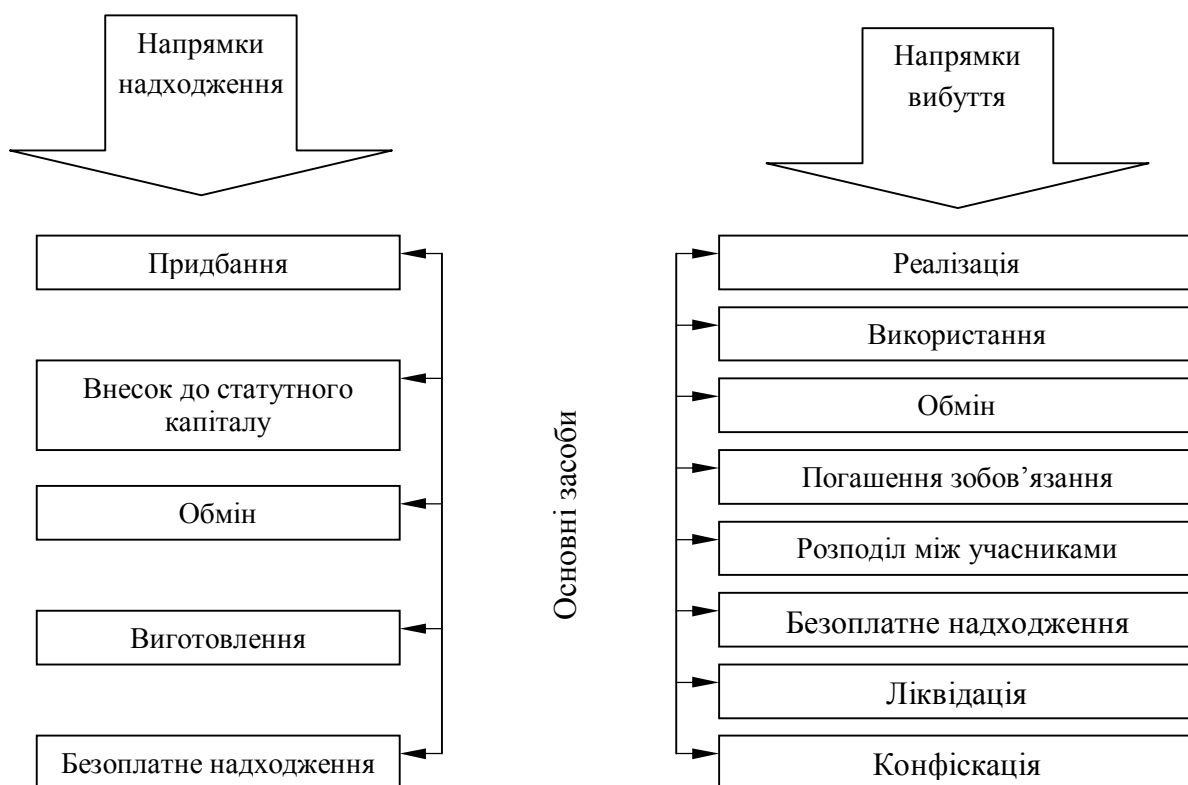 Напрямки
надходження
Придбання
Внесок до статутного
капіталу
Обмін
Виготовлення
Безоплатне надходження
Основні засоби
Напрямки
вибуття
Реалізація
Використання
Обмін
Погашення зобов’язання
Розподіл між учасниками
Безоплатне надходження
Ліквідація
Конфіскація